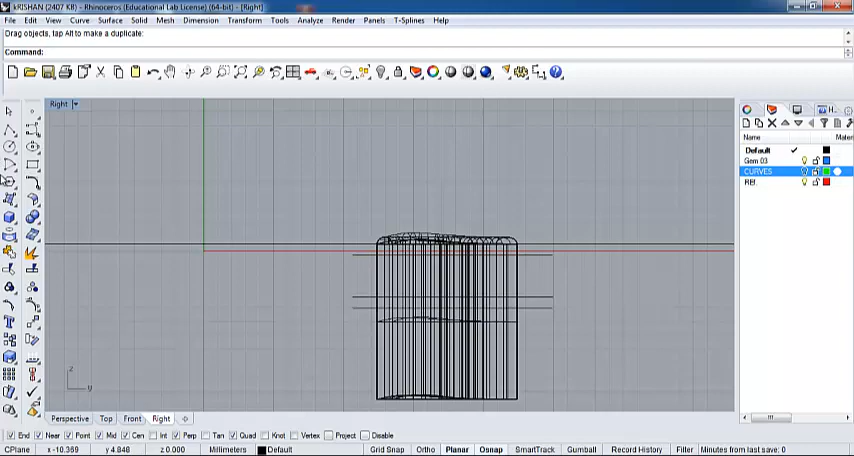 kRISHAN (2407 KB) - Rhinoceros (Educational Lab License) (64-bit) - [Right]
File Edit View Curve Surface Solid Mesh Dimension Transform Tools Analyze Render Panels T-Splines Help
Drag objects, tap Alt to make a duplicate:
Command:
Right
Name Mater
Default
Gem 03
CURVES
z
y
Perspective Top Front Right
End Near Point Mid Cen Int Perp Tan Quad Knot Vertex Project Disable
CPlane x -10.369 y 4.848 z 0.000 Millimeters Default Grid Snap Ortho Planar Osnap SmartTrack Gumball Record History Filter Minutes from last save: 0